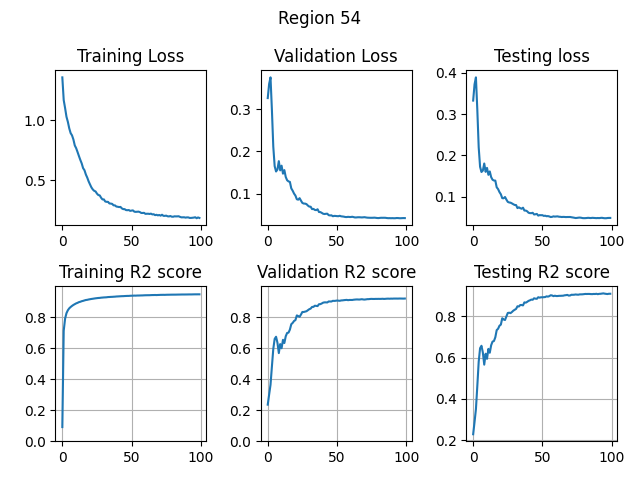 Region 54
Training Loss
Validation Loss
Testing loss
1.0
0.5
0 50 100
0.3
0.2
0.1
0 50 100
0.4
0.3
0.2
0.1
0 50 100
Training R2 score
Validation R2 score
Testing R2 score
0.8
0.6
0.4
0.2
0.0
0 50 100
0.8
0.6
0.4
0.2
0.0
0 50 100
0.8
0.6
0.4
0.2
0 50 100